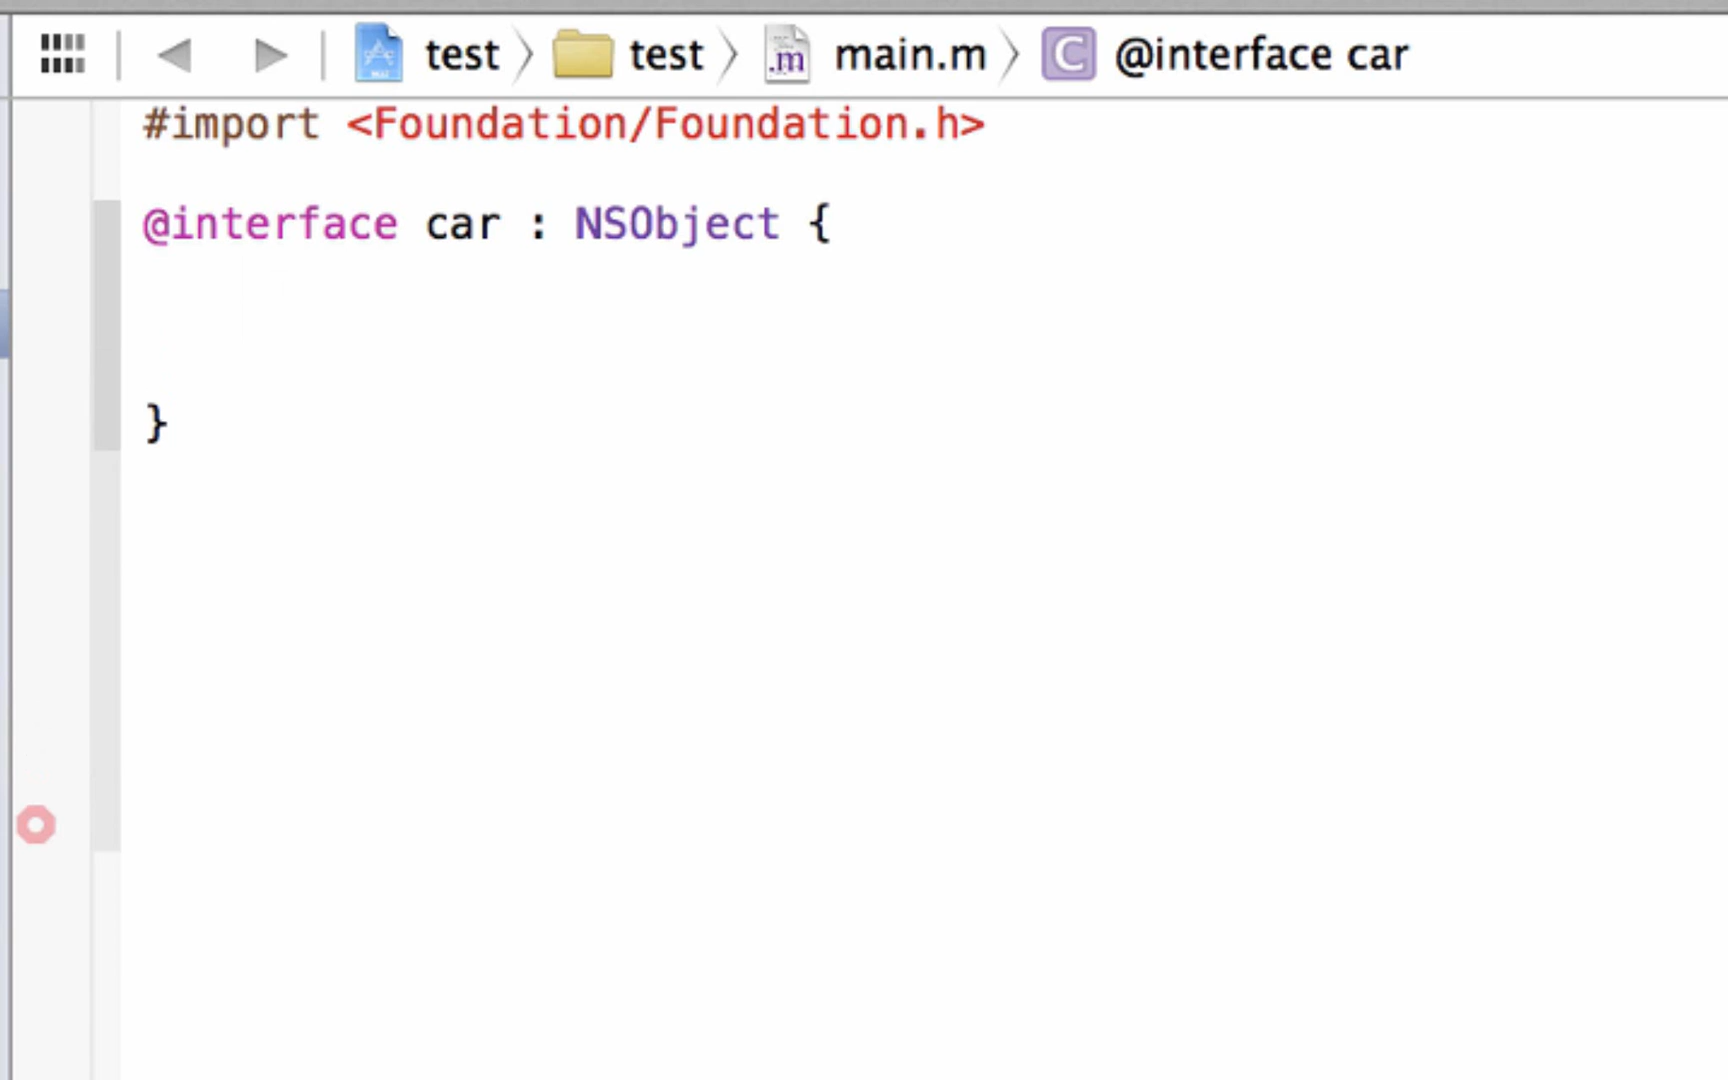 test test .m main.m C @interface car
#import <Foundation/Foundation.h>
@interface car : NSObject {
}